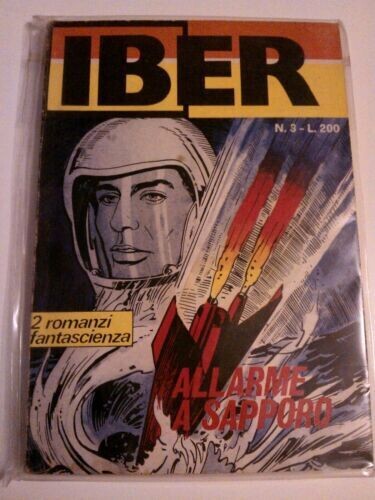 IBER
N. 3 - L. 200
2 romanzi
fantascienza
ALLARME
A SAPPORO